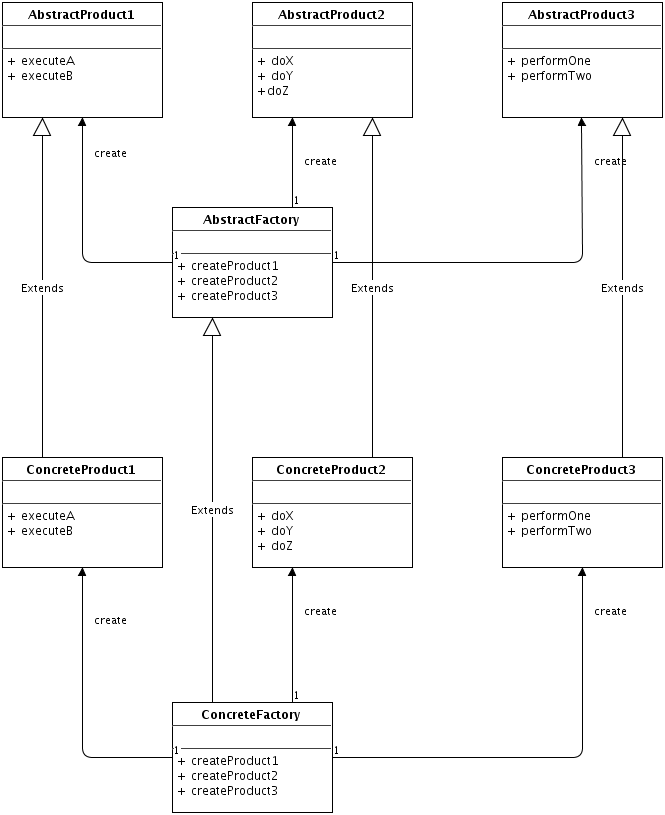 AbstractProduct1
+ executeA
+ executeB
AbstractProduct2
+ doX
+ doY
+doZ
AbstractProduct3
+ performOne
+ performTwo
create
create
create
1
AbstractFactory
1
1
+ createProduct1
+ createProduct2
+ createProduct3
Extends
Extends
Extends
ConcreteProduct1
+ executeA
+ executeB
Extends
ConcreteProduct2
+ doX
+ doY
+ doZ
ConcreteProduct3
+ performOne
+ performTwo
create
create
create
1
ConcreteFactory
1
1
+ createProduct1
+ createProduct2
+ createProduct3